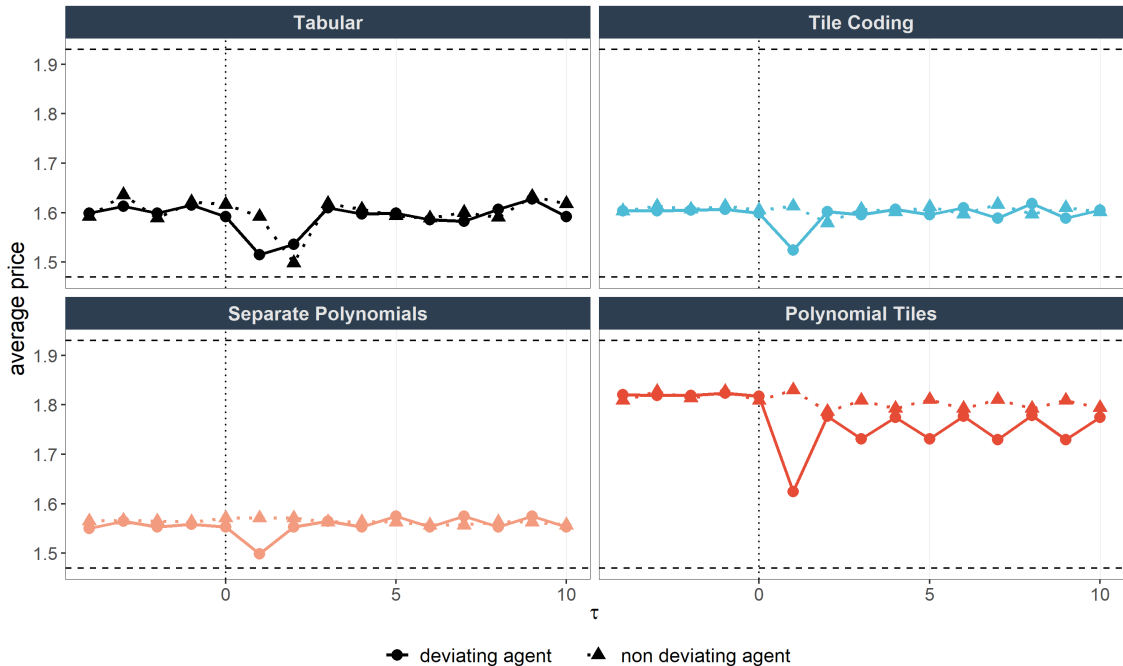 Tabular
Tile Coding
1.9
1.8
1.7
1.6
1.5
Separate Polynomials
Polynomial Tiles
1.9
1.8
1.7
1.6
1.5
average price
0
5
10
0
5
10
τ
deviating agent
non deviating agent